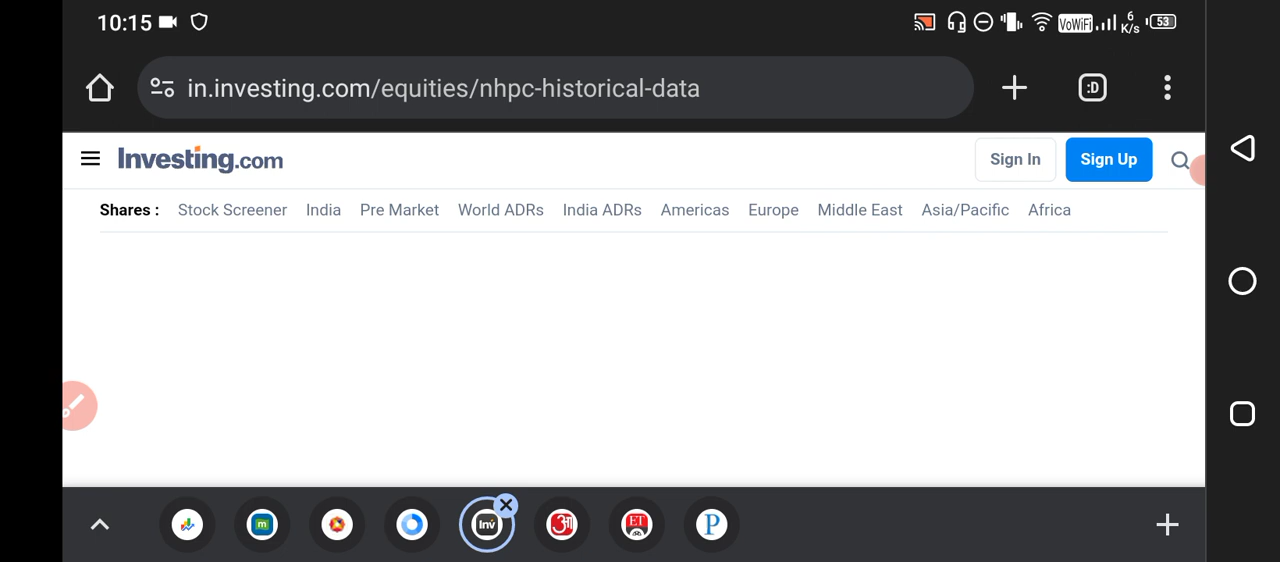 10:15 VoWiFi 6 K/s 53
in.investing.com/equities/nhpc-historical-data :D
Investing.com Sign In Sign Up
Shares : Stock Screener India Pre Market World ADRs India ADRs Americas Europe Middle East Asia/Pacific Africa
m Inv आ ET P